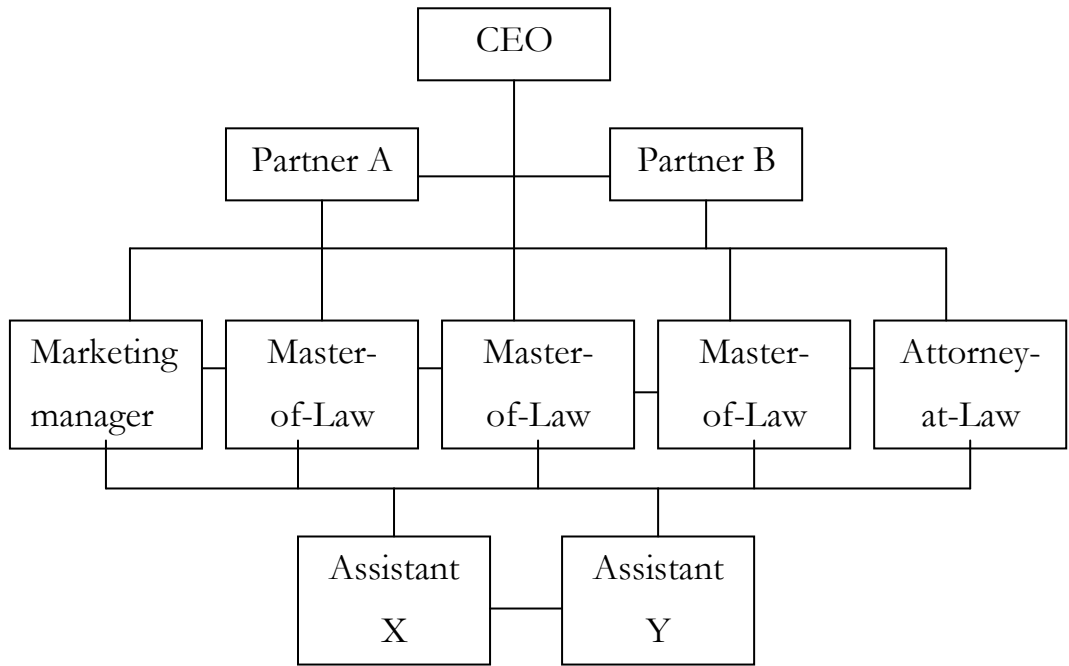 CEO
Partner A
Partner B
Marketing
manager
Master-
of-Law
Master-
of-Law
Master-
of-Law
Attorney-
at-Law
Assistant
X
Assistant
Y